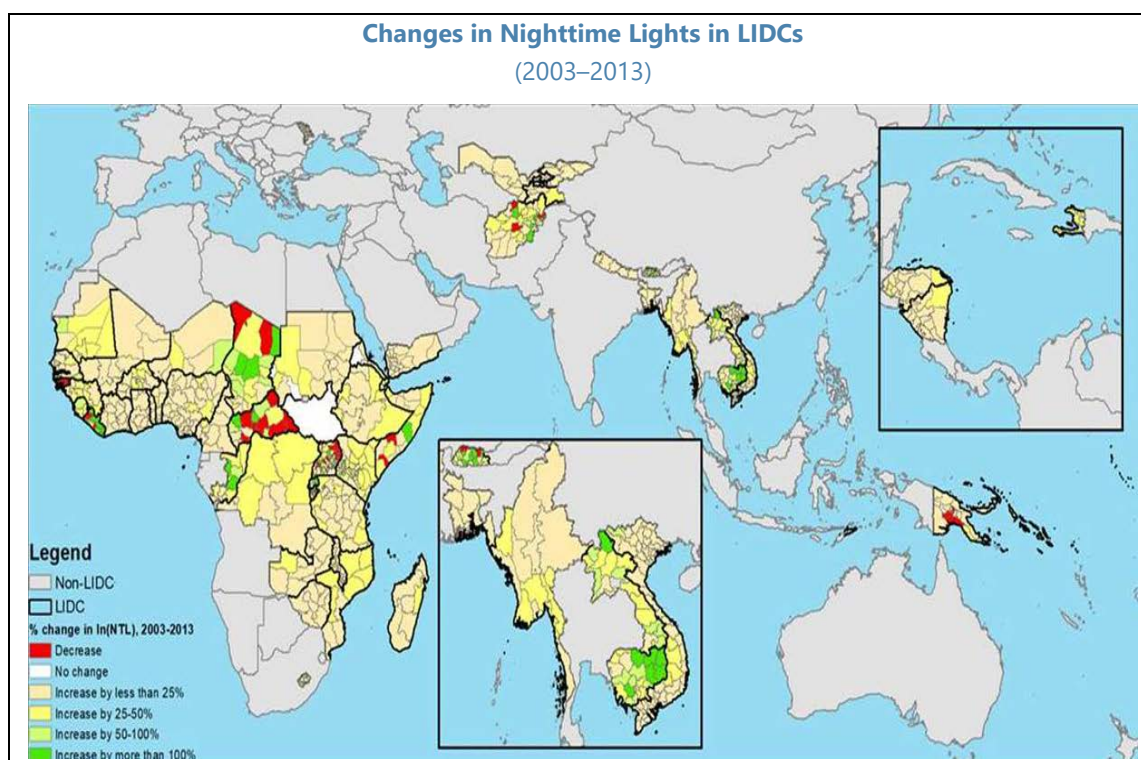 Changes in Nighttime Lights in LIDCs
(2003–2013)
Legend
Non-LIDC
LIDC
% change in ln(NTL), 2003-2013
Decrease
No change
Increase by less than 25%
Increase by 25-50%
Increase by 50-100%
Increase by more than 100%